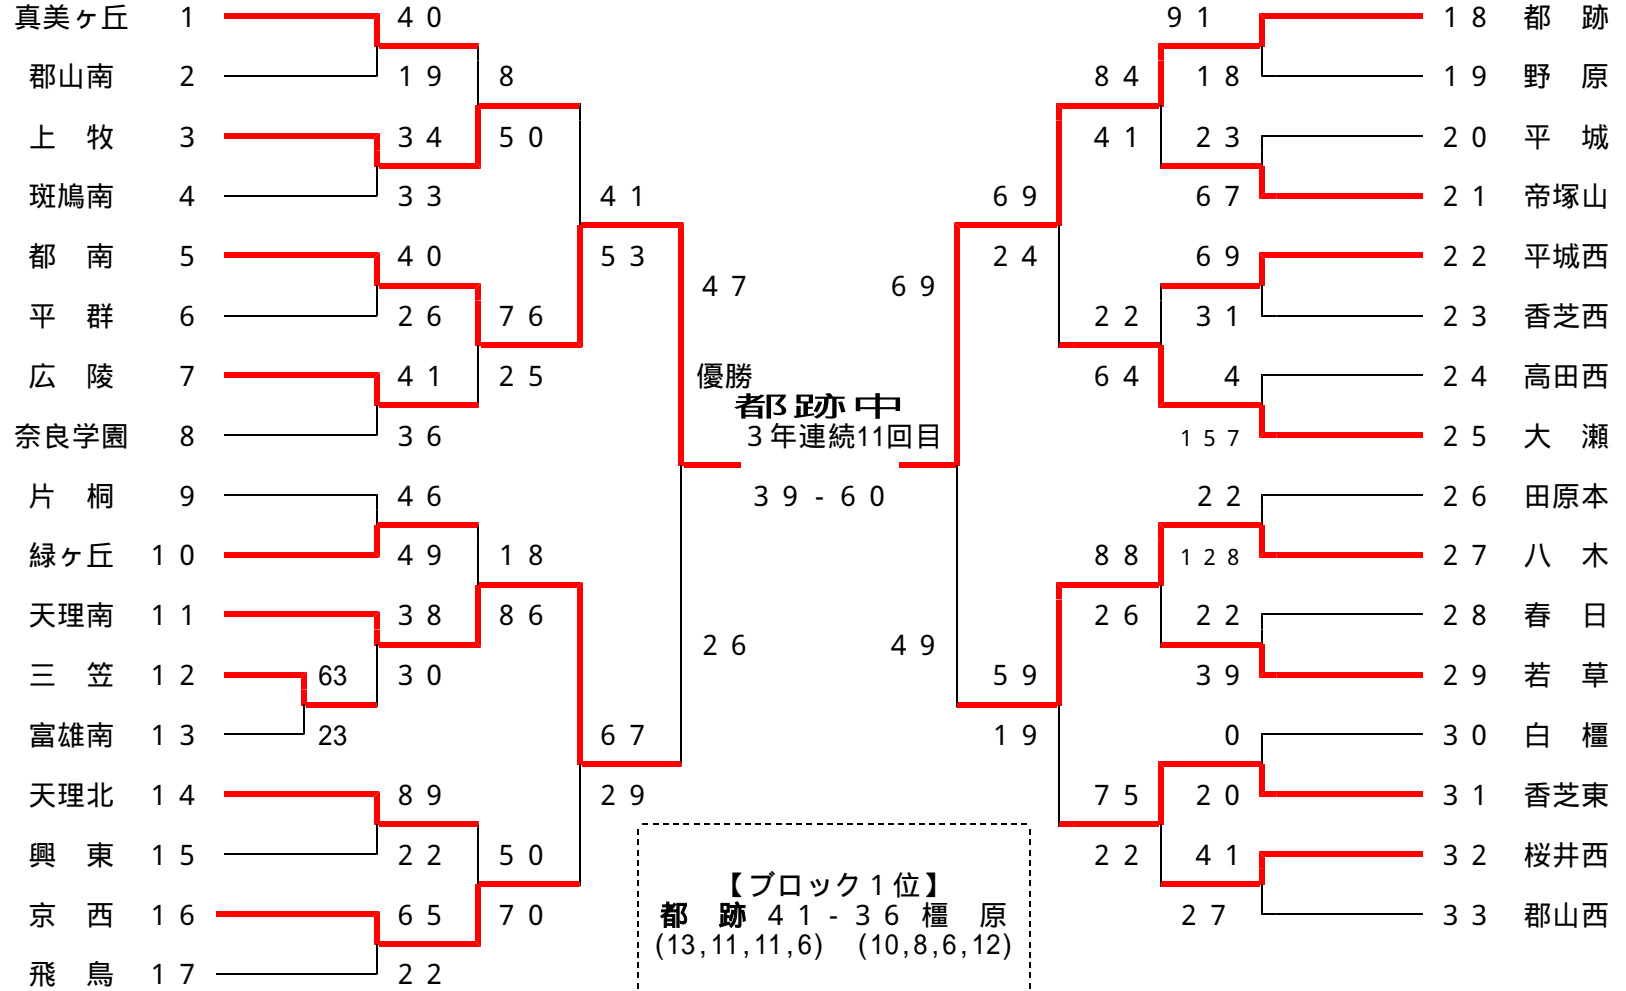 真美ヶ丘 1 40 91 18 都 跡
郡山南 2 19 8 84 18 19 野 原
上 牧 3 34 50 41 23 20 平 城
斑鳩南 4 33 41 69 67 21 帝塚山
都 南 5 40 53 24 69 22 平城西
47 69
平 群 6 26 76 22 31 23 香芝西
広 陵 7 41 25 優勝 64 4 24 高田西
都跡中
奈良学園 8 36 3年連続11回目 157 25 大 瀬
片 桐 9 46 39-60 22 26 田原本
緑ヶ丘 10 49 18 88 128 27 八 木
天理南 11 38 86 26 22 28 春 日
26 49
三 笠 12 63 30 59 39 29 若 草
富雄南 13 23 67 19 0 30 白 橿
天理北 14 89 29 75 20 31 香芝東
興 東 15 22 50 22 41 32 桜井西
【ブロック1位】
京 西 16 65 70 都 跡 41-36 橿 原 27 33 郡山西
(13,11,11,6) (10,8,6,12)
飛 鳥 17 22